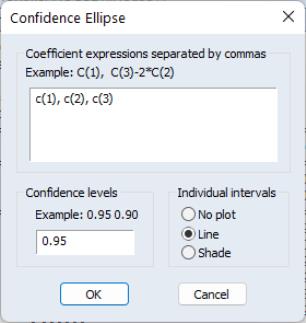 Confidence Ellipse
Coefficient expressions separated by commas
Example: C(1),  C(3)-2*C(2)
c(1), c(2), c(3)
Confidence levels
Example: 0.95 0.90
0.95
Individual intervals
No plot
Line
Shade
OK
Cancel